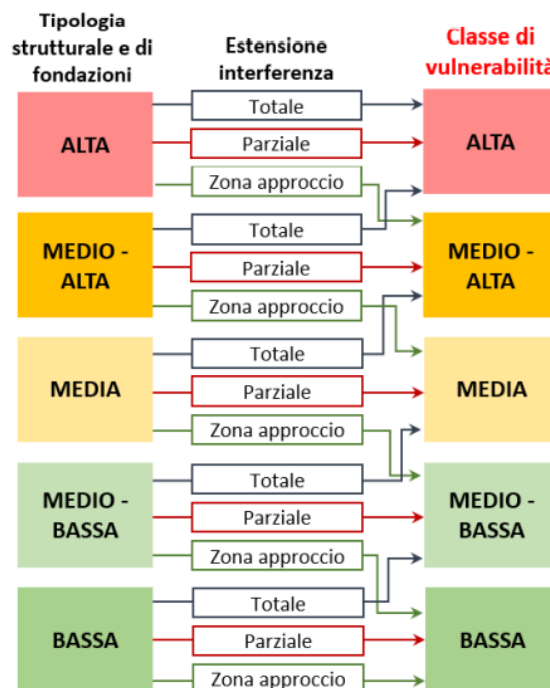 Tipologia
strutturale e di
fondazioni
Estensione
interferenza
Classe di
vulnerabilità
ALTA
Totale
Parziale
Zona approccio
ALTA
MEDIO -
ALTA
Totale
Parziale
Zona approccio
MEDIO -
ALTA
MEDIA
Totale
Parziale
Zona approccio
MEDIA
MEDIO -
BASSA
Totale
Parziale
Zona approccio
MEDIO -
BASSA
BASSA
Totale
Parziale
Zona approccio
BASSA